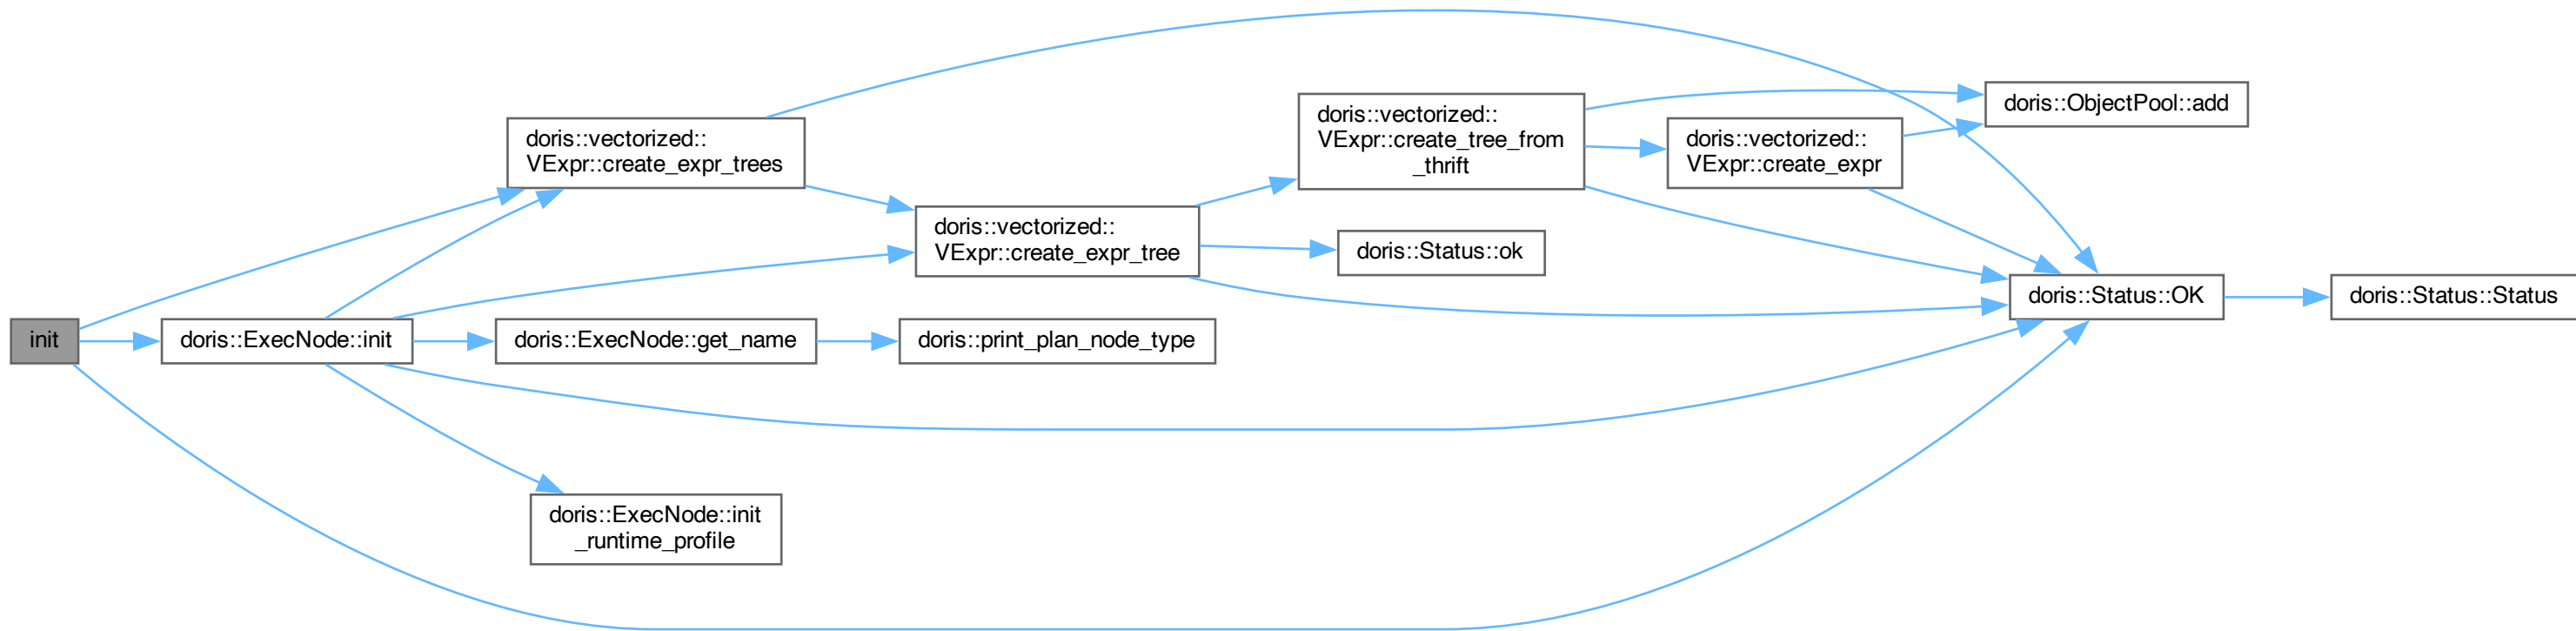 init
doris::ExecNode::init
doris::vectorized::
VExpr::create_expr_trees
doris::ExecNode::get_name
doris::ExecNode::init
_runtime_profile
doris::vectorized::
VExpr::create_expr_tree
doris::print_plan_node_type
doris::vectorized::
VExpr::create_tree_from
_thrift
doris::Status::ok
doris::vectorized::
VExpr::create_expr
doris::ObjectPool::add
doris::Status::OK
doris::Status::Status